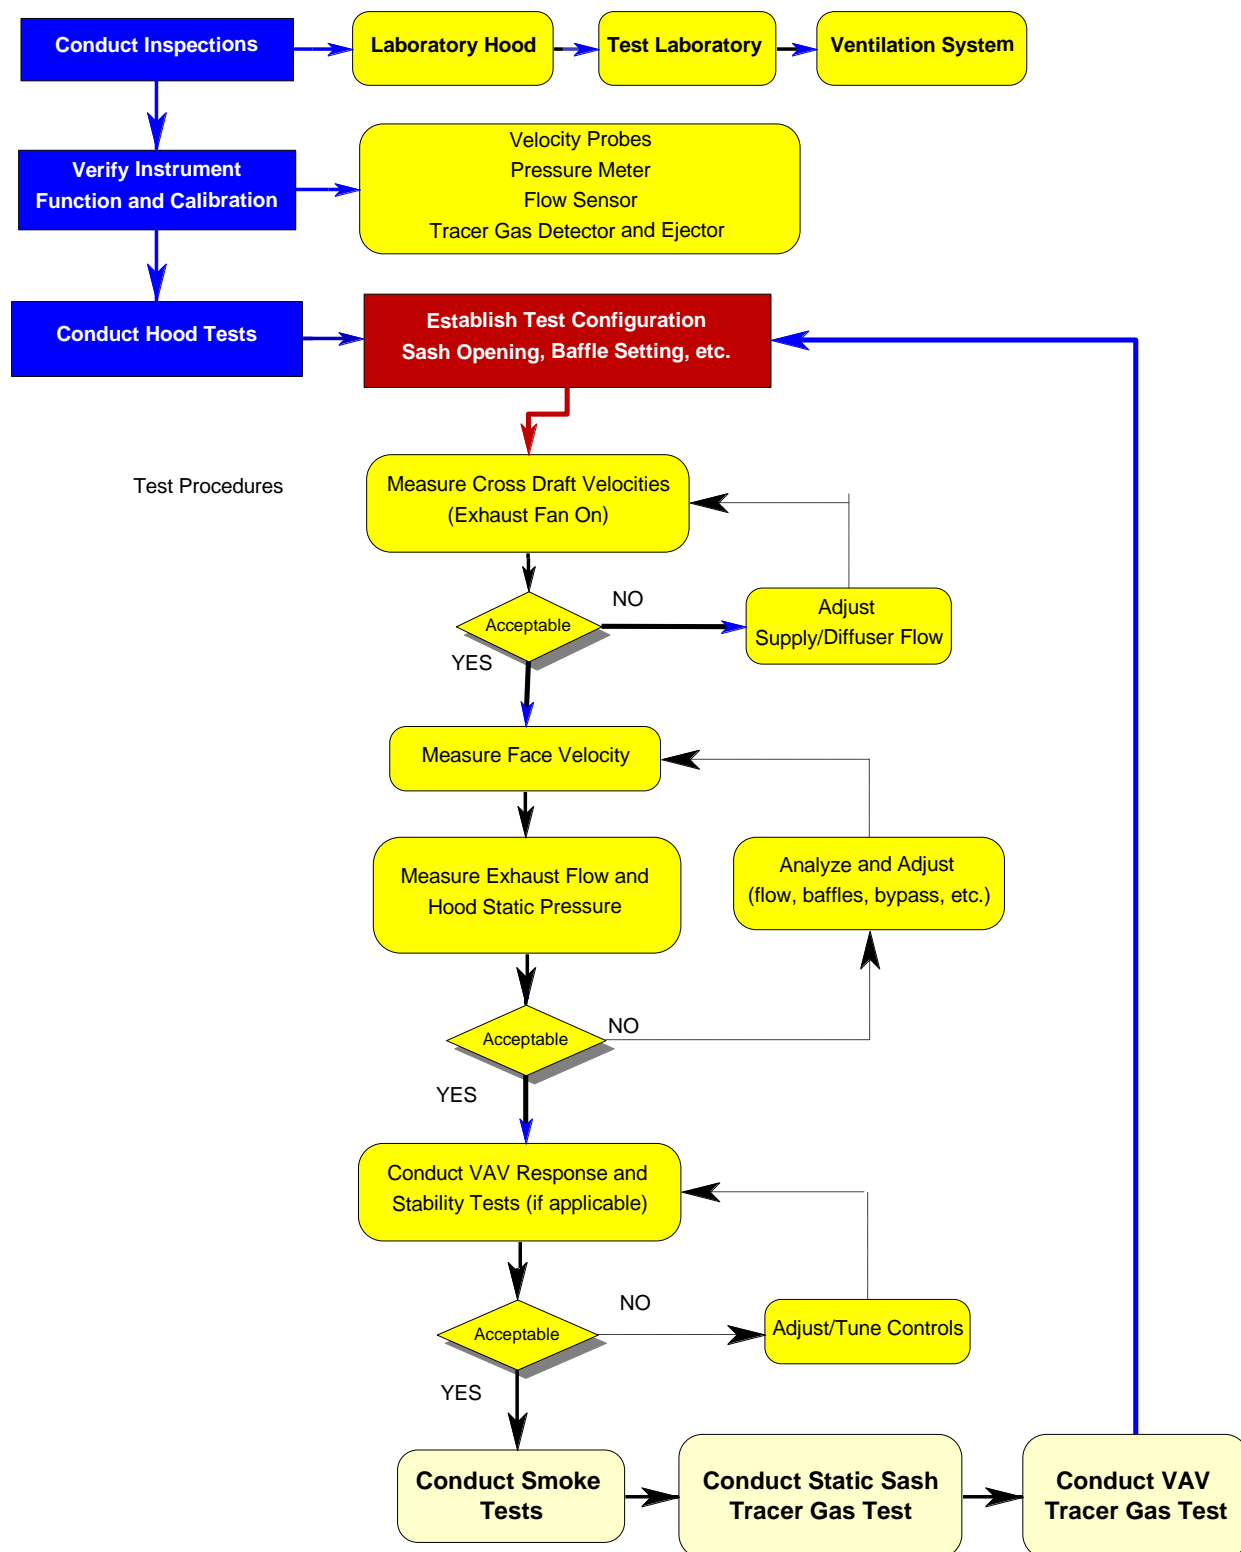 Conduct Inspections
Laboratory Hood
Test Laboratory
Ventilation System
Verify Instrument
Function and Calibration
Velocity Probes
Pressure Meter
Flow Sensor
Tracer Gas Detector and Ejector
Conduct Hood Tests
Establish Test Configuration
Sash Opening, Baffle Setting, etc.
Test Procedures
Measure Cross Draft Velocities
(Exhaust Fan On)
Acceptable
NO
YES
Adjust
Supply/Diffuser Flow
Measure Face Velocity
Measure Exhaust Flow and
Hood Static Pressure
Analyze and Adjust
(flow, baffles, bypass, etc.)
Acceptable
NO
YES
Conduct VAV Response and
Stability Tests (if applicable)
Acceptable
NO
YES
Adjust/Tune Controls
Conduct Smoke
Tests
Conduct Static Sash
Tracer Gas Test
Conduct VAV
Tracer Gas Test